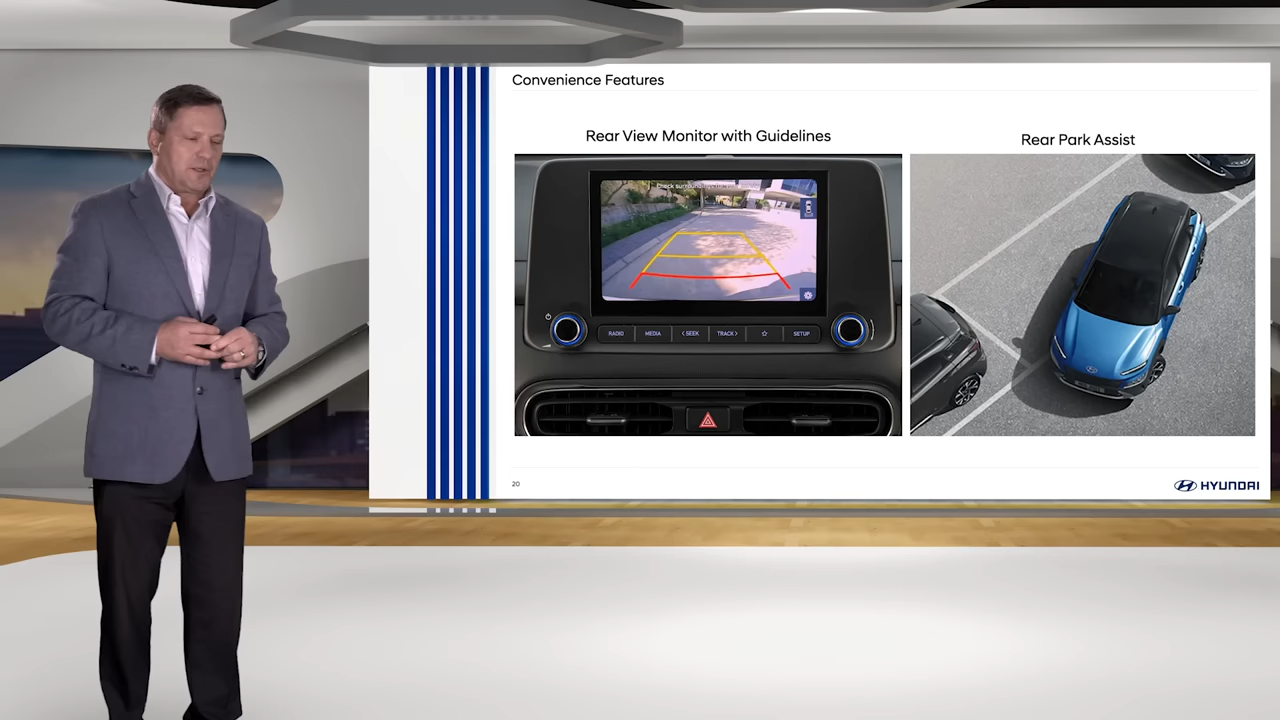 Convenience Features
Rear View Monitor with Guidelines
Rear Park Assist
RADIO
MEDIA
< SEEK
TRACK >
☆
SETUP
20
HYUNDAI